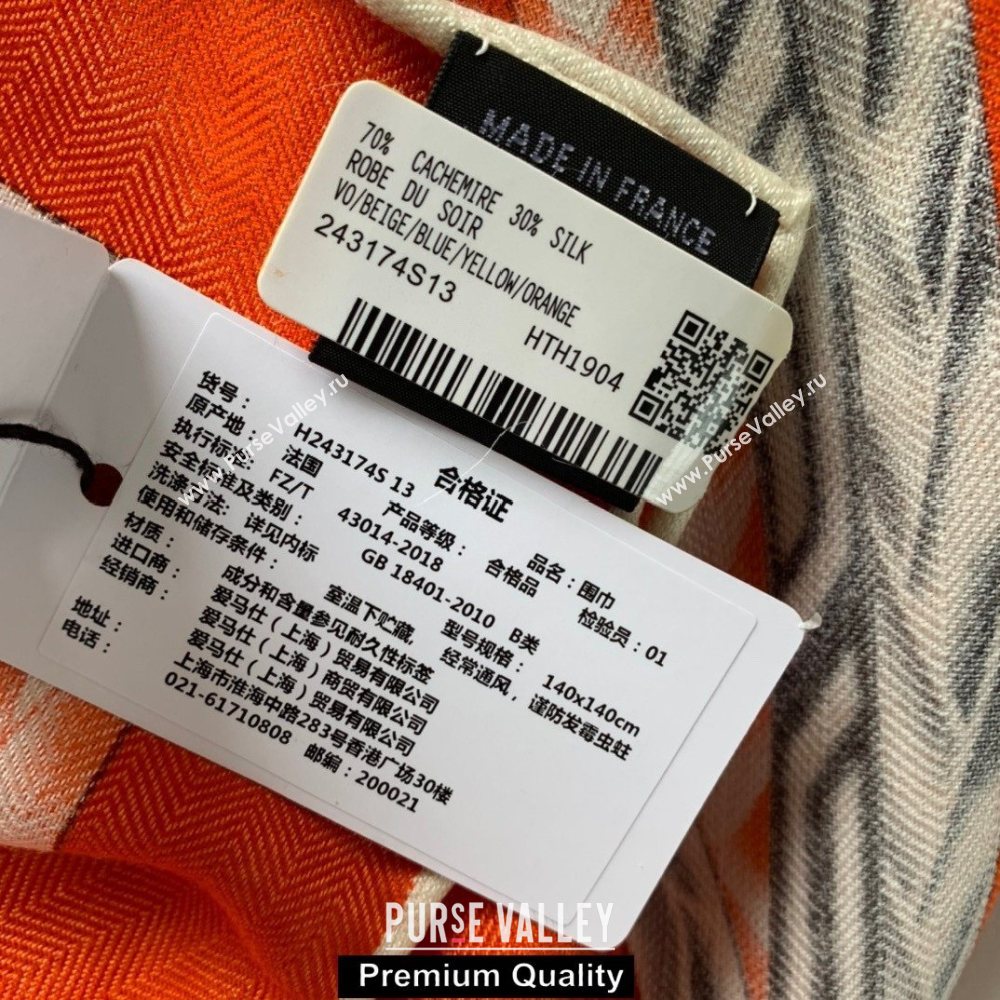 MADE IN FRANCE
70% CACHEMIRE 30% SILK
ROBE DU SOIR
VO/BEIGE/BLUE/YELLOW/ORANGE
243174S13
HTH1904
合格证
货号： H243174S 13 品名：围巾
原产地： 法国 产品等级： 合格品 检验员：01
执行标准: FZ/T 43014-2018
安全标准及类别： GB 18401-2010 B类
洗涤方法: 详见内标 型号规格： 140x140cm
使用和储存条件： 室温下贮藏, 经常通风，谨防发霉虫蛀
材质： 成分和含量参见耐久性标签
进口商： 爱马仕（上海）贸易有限公司
经销商： 爱马仕（上海）商贸有限公司
爱马仕（上海）贸易有限公司
地址： 上海市淮海中路283号香港广场30楼
电话： 021-61710808 邮编：200021
www.PurseValley.ru
www.PurseValley.ru
PURSE VALLEY
Premium Quality